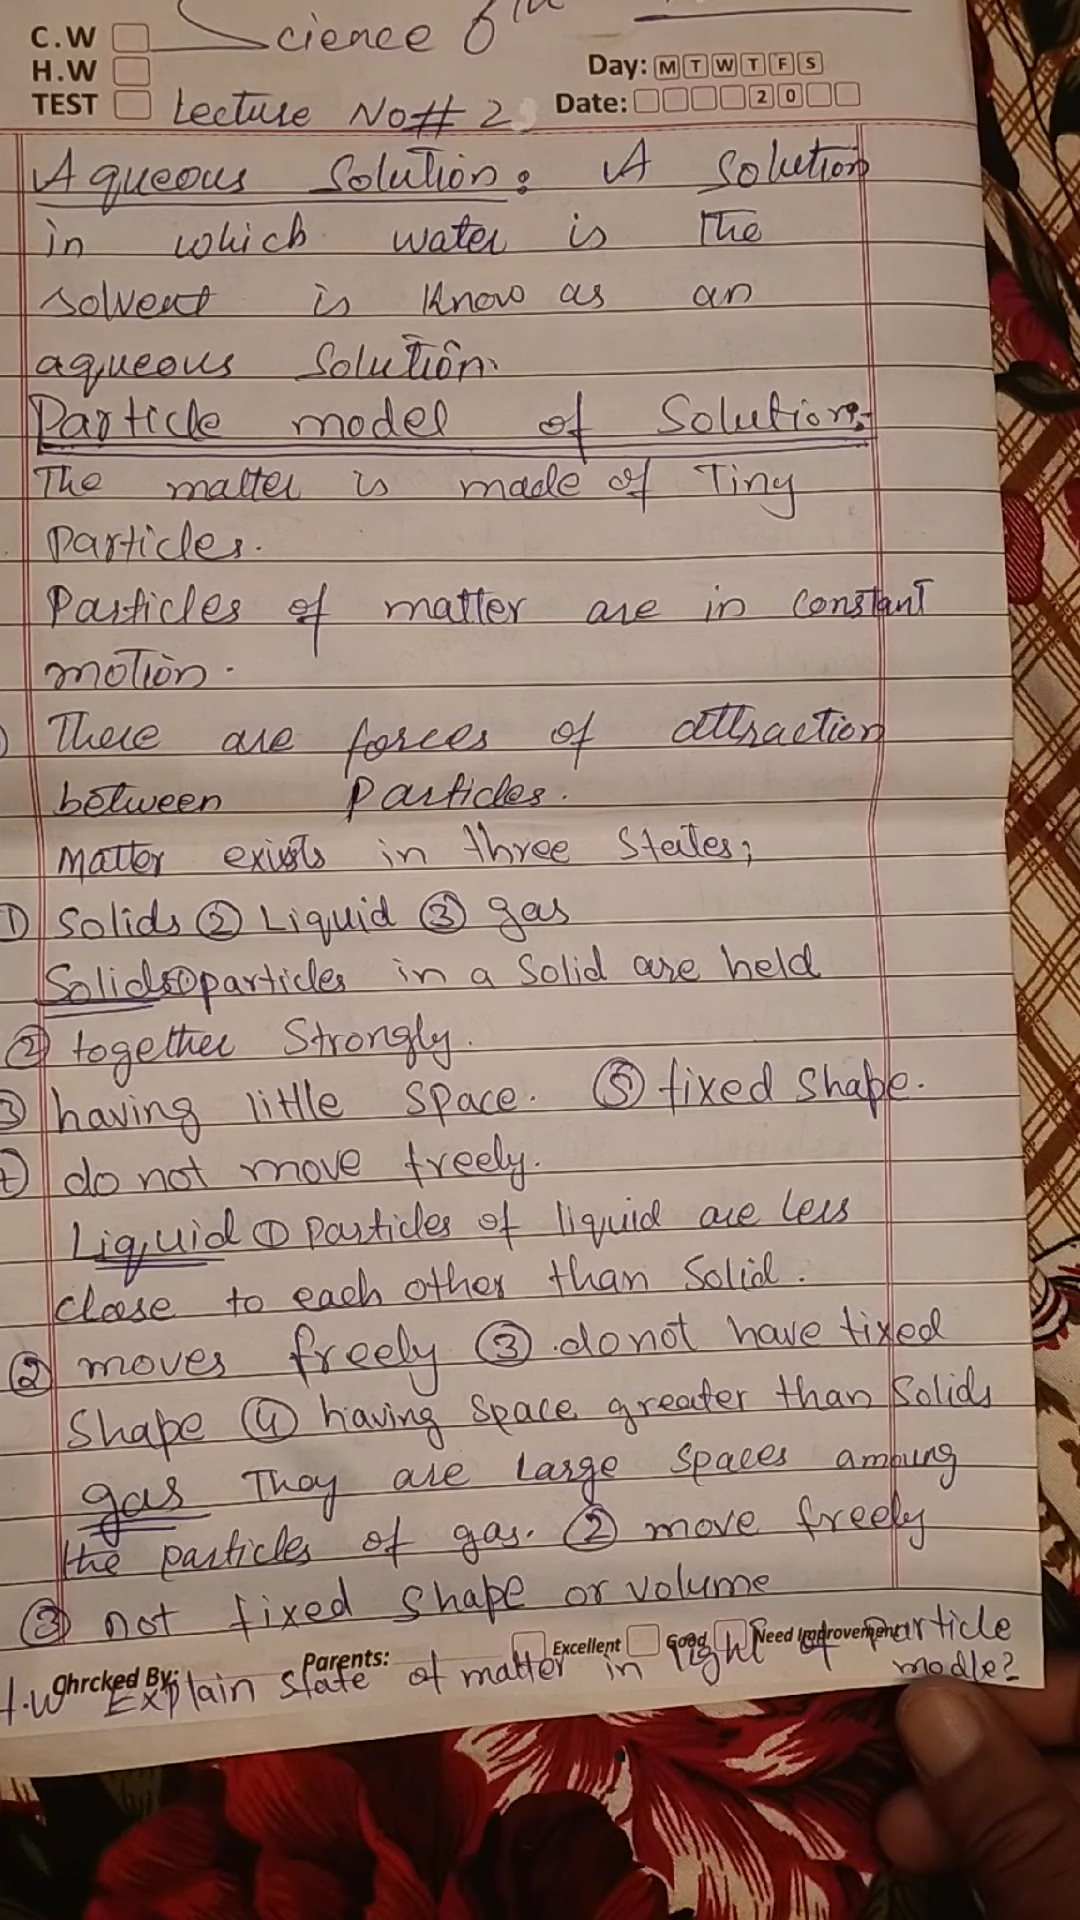 C.W Science 6th
H.W Day: M T W T F S
TEST Lecture No# 2 Date: 2 0
Aqueous Solution: A solution
in which water is The
solvent is Know as an
aqueous Solution.
Particle model of Solution:-
The matter is made of Tiny
Particles.
Particles of matter are in constant
motion.
There are forces of attraction
between Particles.
Matter exists in three States;
① Solids ② Liquid ③ gas
Solids ① particles in a Solid are held
② together Strongly.
③ having little space. ⑤ fixed shape.
④ do not move freely.
Liquid ① Particles of liquid are less
close to each other than Solid.
② moves freely ③ .do not have fixed
Shape ④ having space greater than Solids
gas They are large spaces among
the particles of gas. ② move freely
③ not fixed shape or volume
Ghrcked By: Parents: Excellent Good Need Improvement
H.W Explain state of matter in light of Particle
modle?